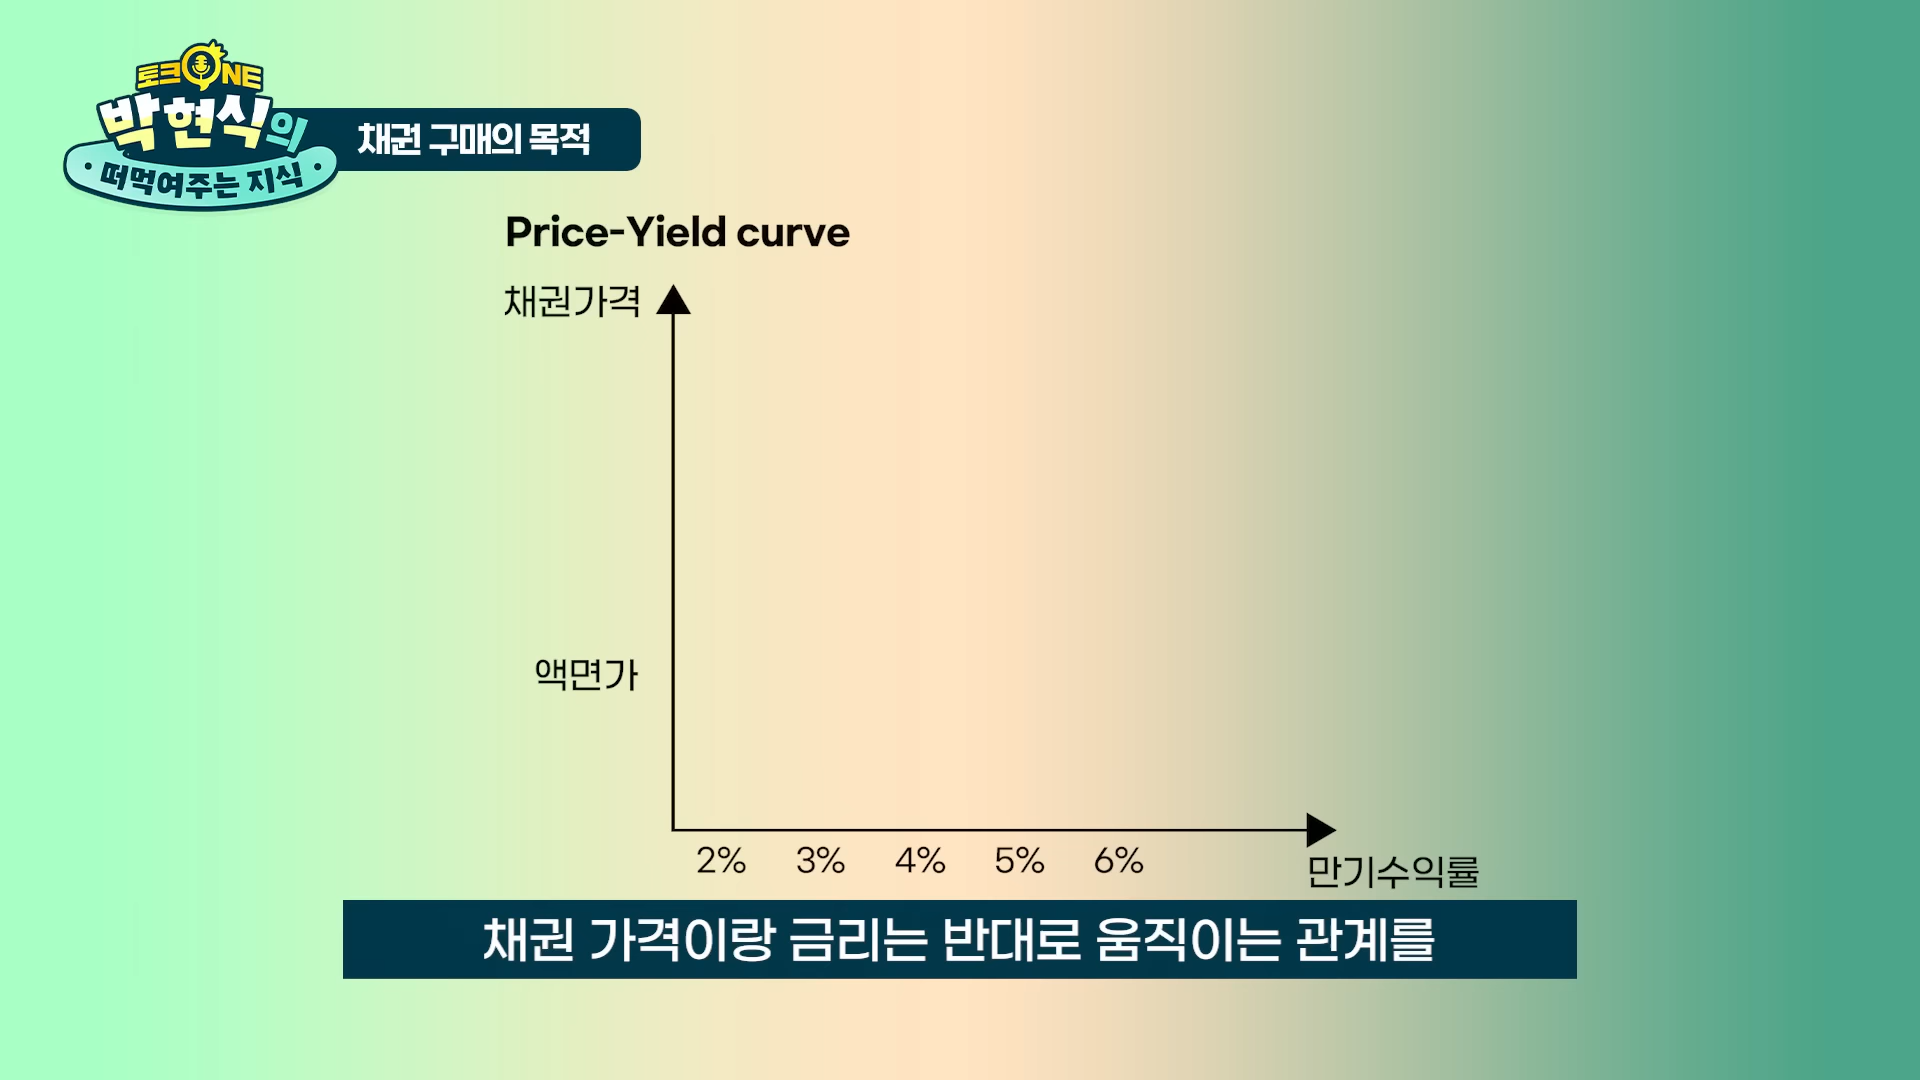 토크ONE
박현식의
떠먹여주는 지식
채권 구매의 목적
Price-Yield curve
채권가격
액면가
2% 3% 4% 5% 6%
만기수익률
채권 가격이랑 금리는 반대로 움직이는 관계를